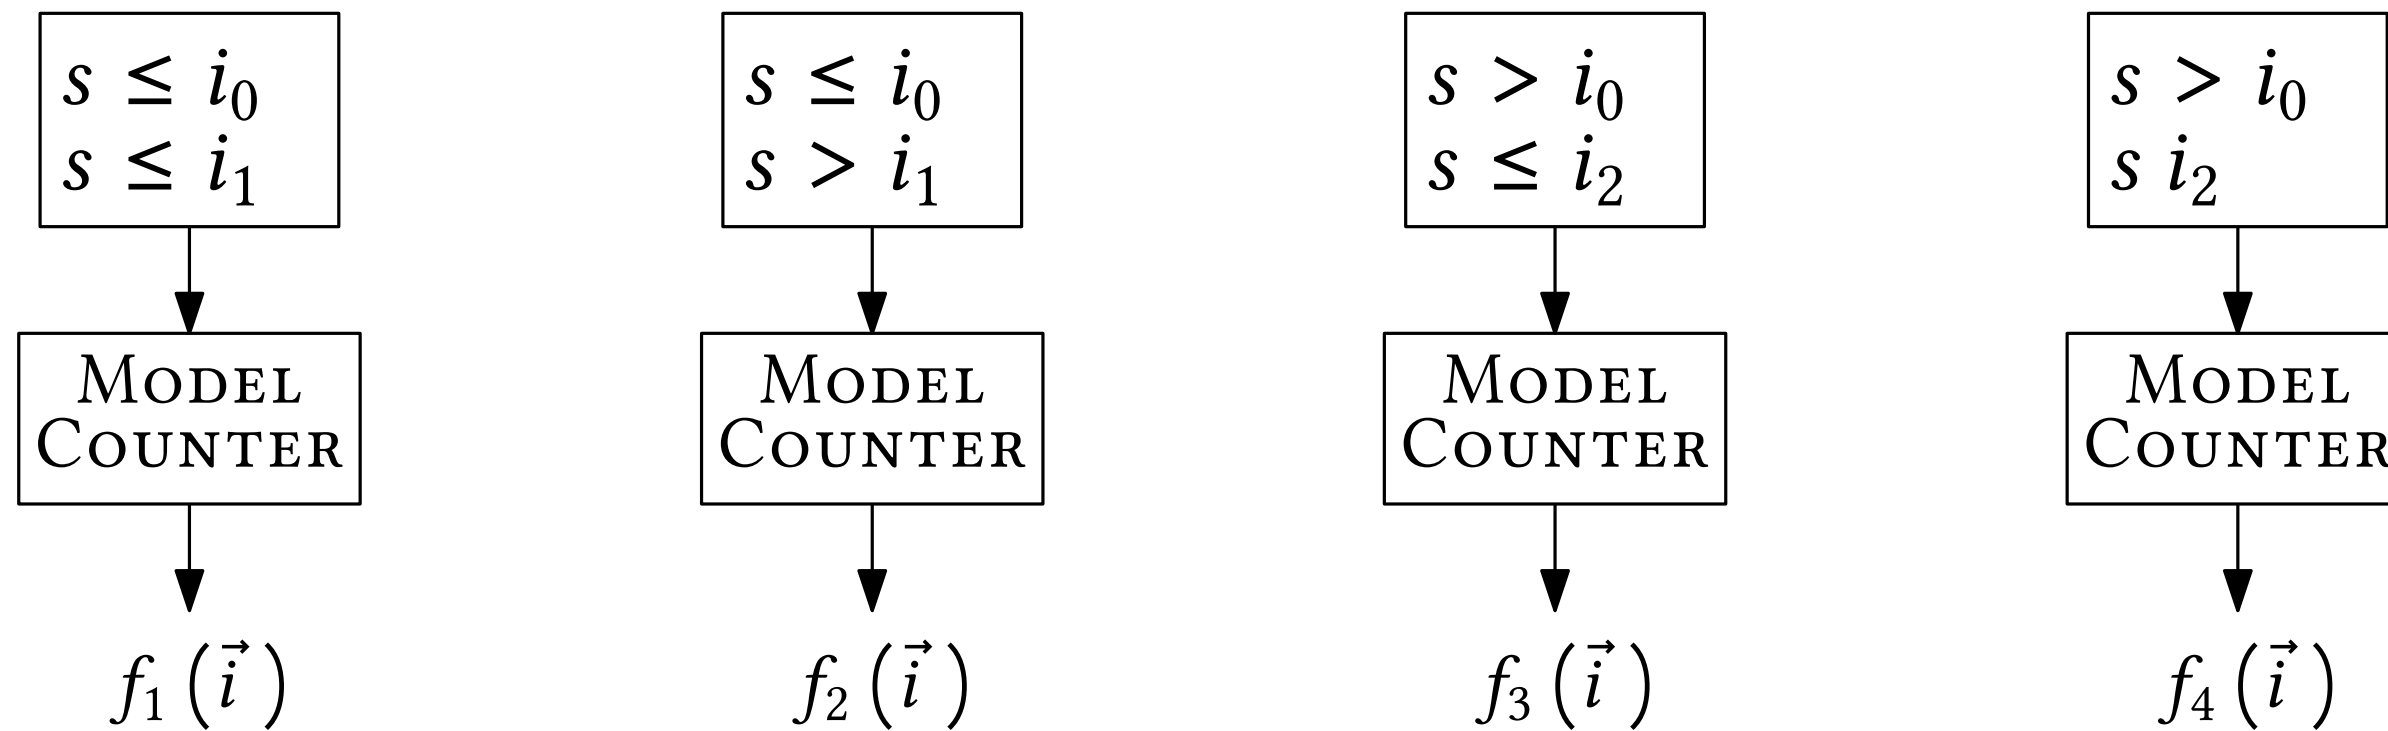 s ≤ i₀
s ≤ i₁
MODEL
COUNTER
f₁ (i⃗ )
s ≤ i₀
s > i₁
MODEL
COUNTER
f₂ (i⃗ )
s > i₀
s ≤ i₂
MODEL
COUNTER
f₃ (i⃗ )
s > i₀
s i₂
MODEL
COUNTER
f₄ (i⃗ )